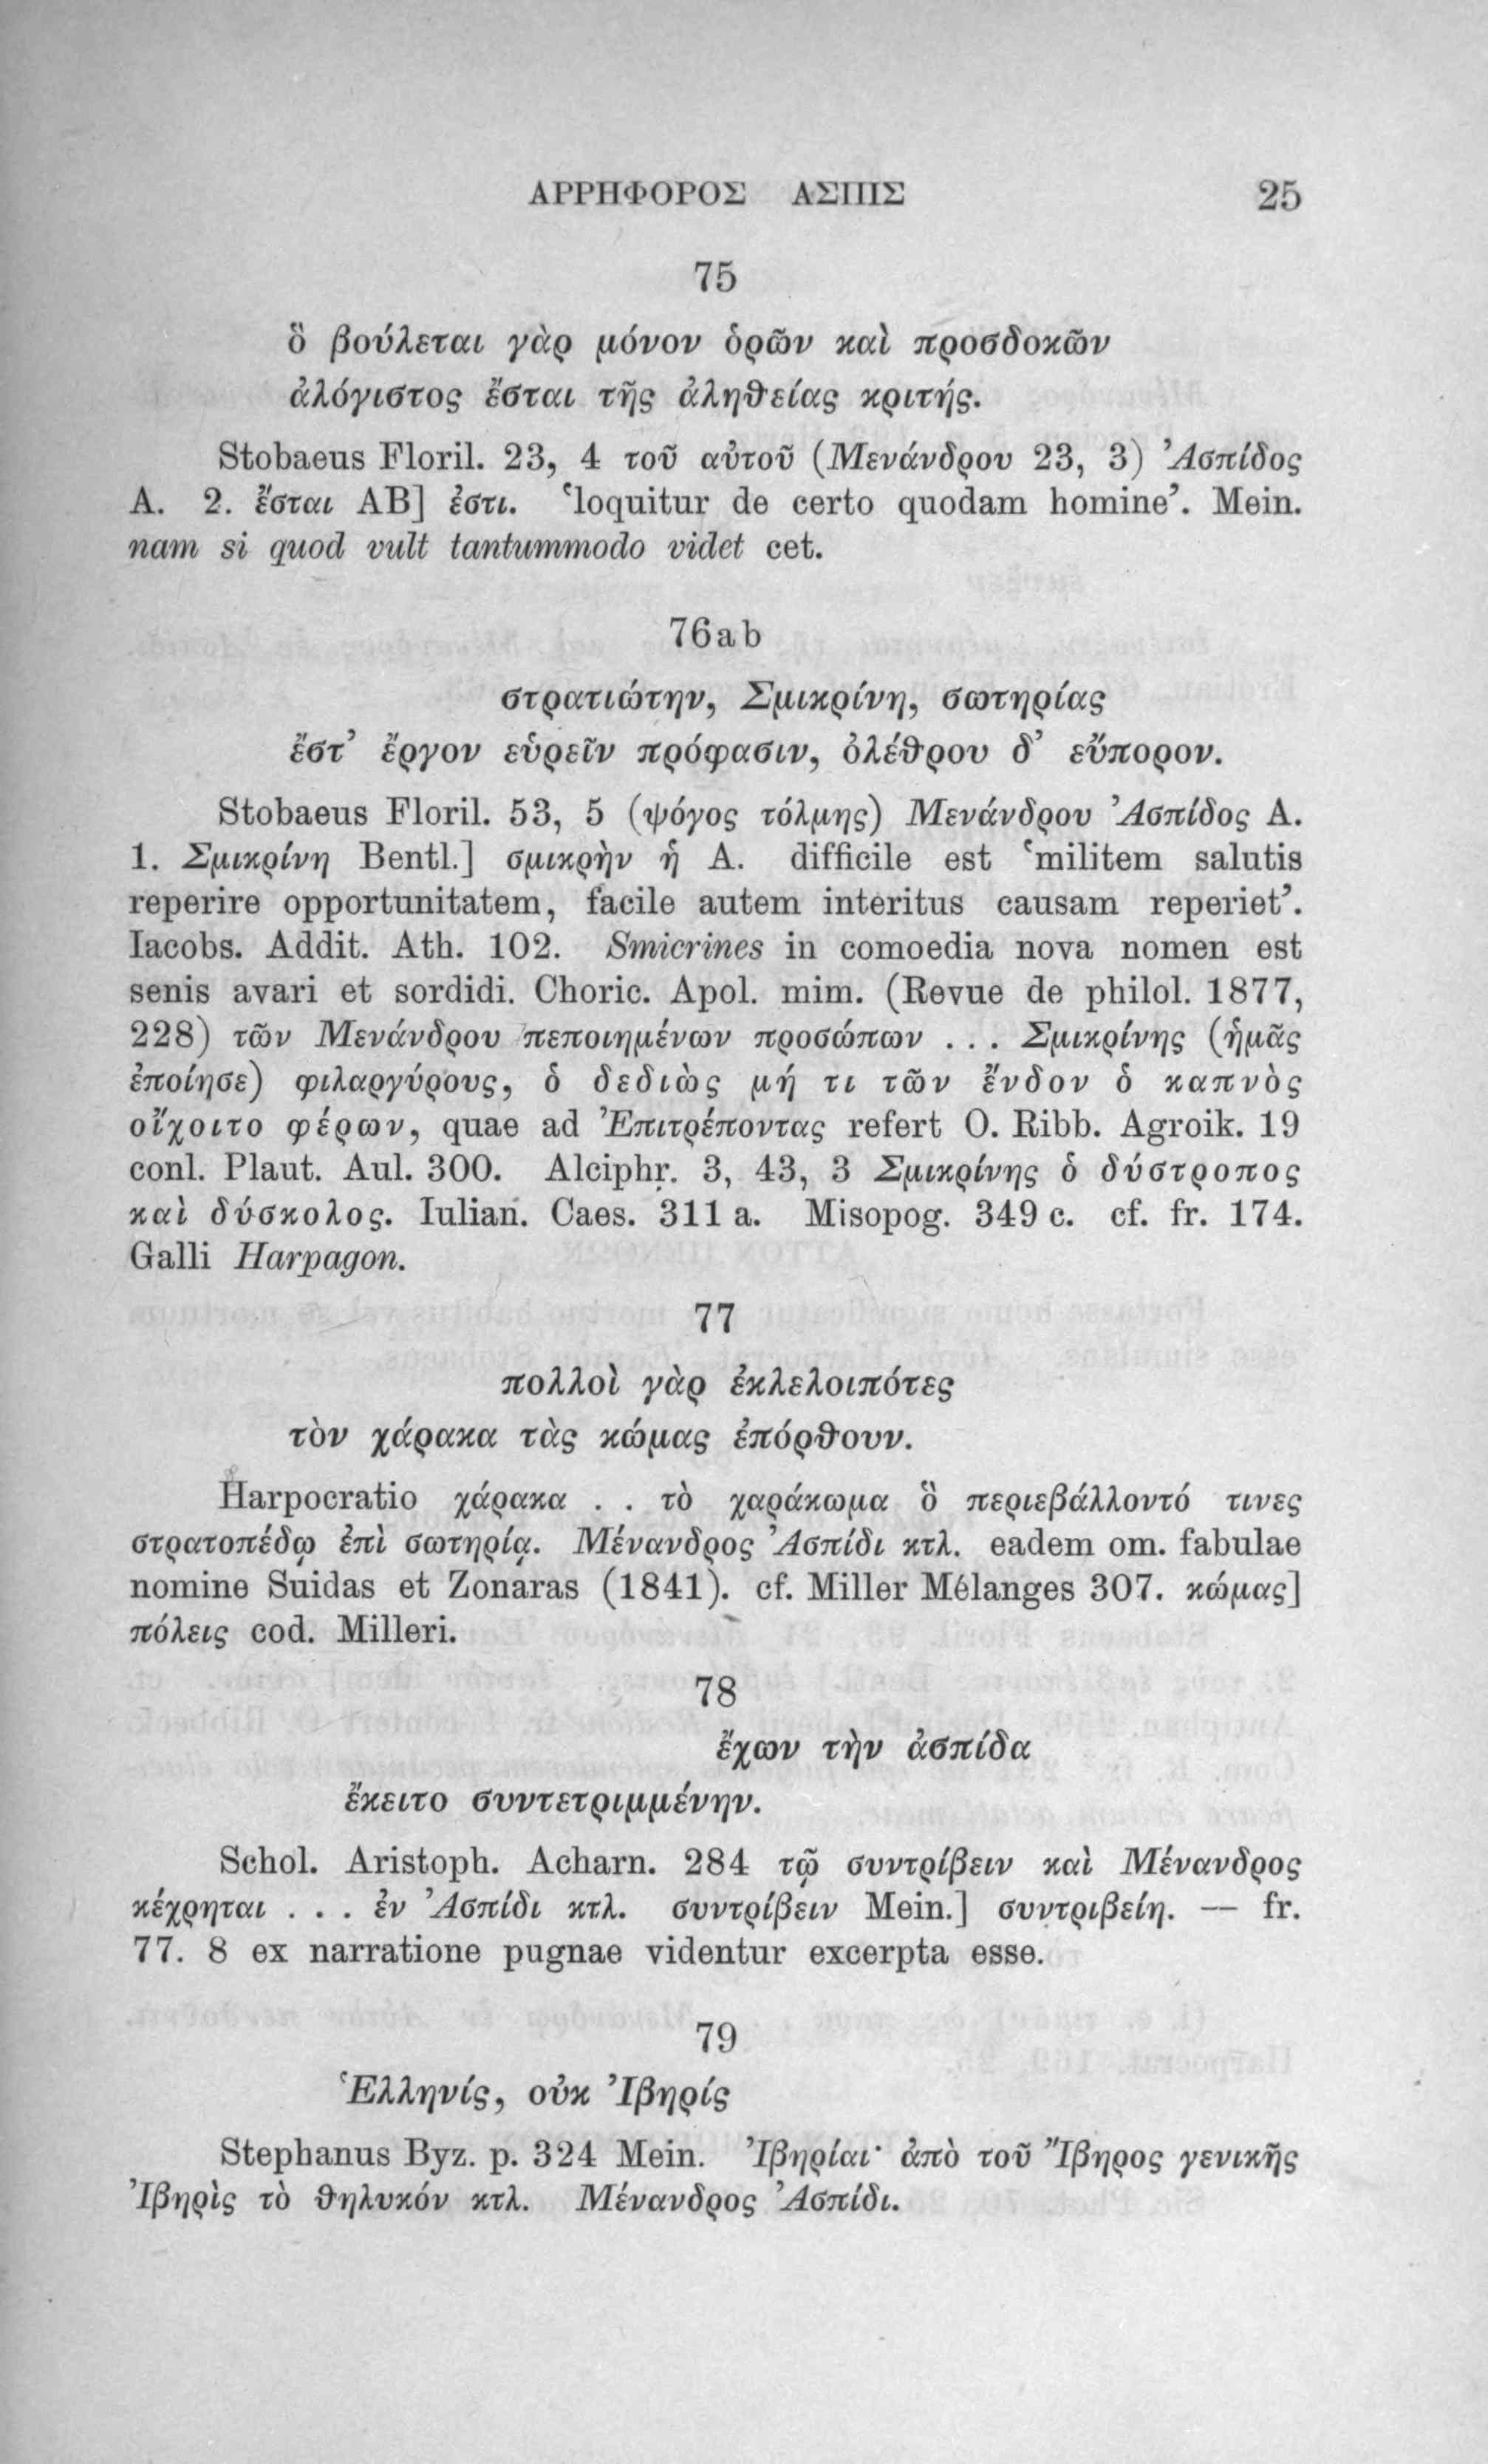 ΑΡΡΗΦΟΡΟΣ ΑΣΠΙΣ 25
75
ὃ βούλεται γὰρ μόνον ὁρῶν καὶ προσδοκῶν
ἀλόγιστος ἔσται τῆς ἀληθείας κριτής.
Stobaeus Floril. 23, 4 τοῦ αὐτοῦ (Μενάνδρου 23, 3) Ἀσπίδος
A. 2. ἔσται AB] ἐστι. ‘loquitur de certo quodam homine’. Mein.
nam si quod vult tantummodo videt cet.
76ab
στρατιώτην, Σμικρίνη, σωτηρίας
ἔστ’ ἔργον εὑρεῖν πρόφασιν, ὀλέθρου δ’ εὔπορον.
Stobaeus Floril. 53, 5 (ψόγος τόλμης) Μενάνδρου Ἀσπίδος A.
1. Σμικρίνη Bentl.] σμικρὴν ἡ A. difficile est ‘militem salutis
reperire opportunitatem, facile autem interitus causam reperiet’.
Iacobs. Addit. Ath. 102. Smicrines in comoedia nova nomen est
senis avari et sordidi. Choric. Apol. mim. (Revue de philol. 1877,
228) τῶν Μενάνδρου πεποιημένων προσώπων . . . Σμικρίνης (ἡμᾶς
ἐποίησε) φιλαργύρους, ὁ δεδιὼς μή τι τῶν ἔνδον ὁ καπνὸς
οἴχοιτο φέρων, quae ad Ἐπιτρέποντας refert O. Ribb. Agroik. 19
conl. Plaut. Aul. 300. Alciphr. 3, 43, 3 Σμικρίνης ὁ δύστροπος
καὶ δύσκολος. Iulian. Caes. 311 a. Misopog. 349 c. cf. fr. 174.
Galli Harpagon.
77
πολλοὶ γὰρ ἐκλελοιπότες
τὸν χάρακα τὰς κώμας ἐπόρθουν.
Harpocratio χάρακα . . τὸ χαράκωμα ὃ περιεβάλλοντό τινες
στρατοπέδῳ ἐπὶ σωτηρίᾳ. Μένανδρος Ἀσπίδι κτλ. eadem om. fabulae
nomine Suidas et Zonaras (1841). cf. Miller Mélanges 307. κώμας]
πόλεις cod. Milleri.
78
ἔχων τὴν ἀσπίδα
ἔκειτο συντετριμμένην.
Schol. Aristoph. Acharn. 284 τῷ συντρίβειν καὶ Μένανδρος
κέχρηται . . . ἐν Ἀσπίδι κτλ. συντρίβειν Mein.] συντριβείη. — fr.
77. 8 ex narratione pugnae videntur excerpta esse.
79
Ἑλληνίς, οὐκ Ἰβηρίς
Stephanus Byz. p. 324 Mein. Ἰβηρίαι· ἀπὸ τοῦ Ἴβηρος γενικῆς
Ἰβηρὶς τὸ θηλυκόν κτλ. Μένανδρος Ἀσπίδι.